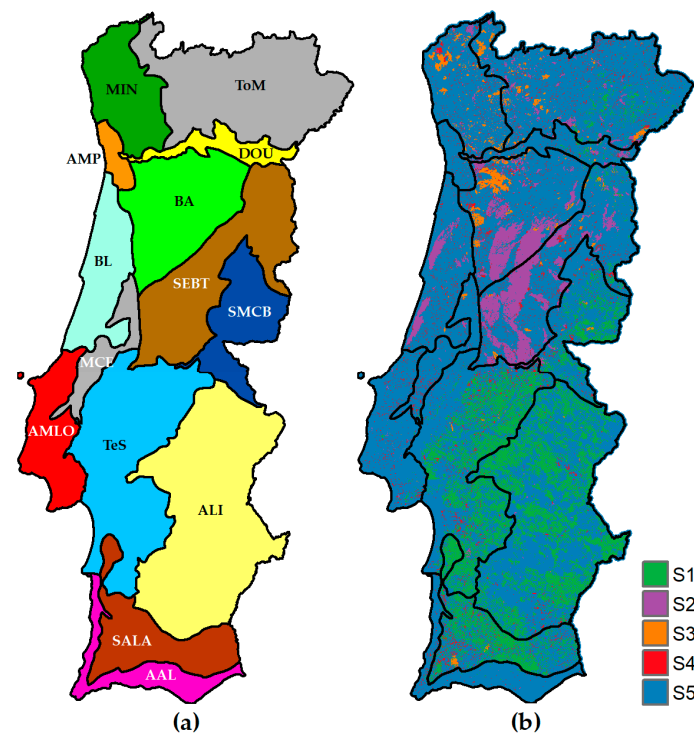 MIN
ToM
AMP
DOU
BA
BL
SEBT
SMCB
MCE
AMLO
TeS
ALI
SALA
AAL
S1
S2
S3
S4
S5
(a)
(b)